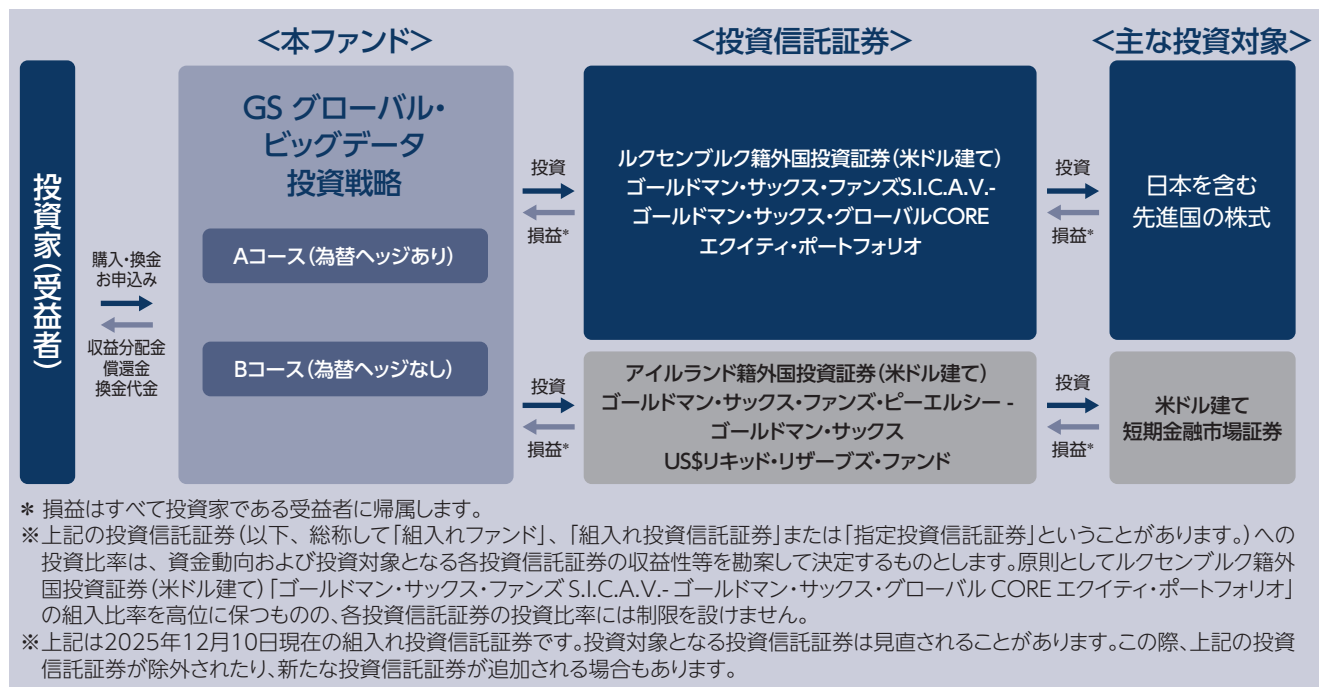 <本ファンド>
<投資信託証券>
<主な投資対象>
投資家(受益者)
購入・換金
お申込み
収益分配金
償還金
換金代金
GS グローバル・
ビッグデータ
投資戦略
Aコース(為替ヘッジあり)
Bコース(為替ヘッジなし)
投資
損益*
ルクセンブルク籍外国投資証券(米ドル建て)
ゴールドマン・サックス・ファンズS.I.C.A.V.-
ゴールドマン・サックス・グローバルCORE
エクイティ・ポートフォリオ
投資
損益*
日本を含む
先進国の株式
投資
損益*
アイルランド籍外国投資証券(米ドル建て)
ゴールドマン・サックス・ファンズ・ピーエルシー -
ゴールドマン・サックス
US$リキッド・リザーブズ・ファンド
投資
損益*
米ドル建て
短期金融市場証券
* 損益はすべて投資家である受益者に帰属します。
※上記の投資信託証券(以下、総称して「組入れファンド」、「組入れ投資信託証券」または「指定投資信託証券」ということがあります。)への
投資比率は、資金動向および投資対象となる各投資信託証券の収益性等を勘案して決定するものとします。原則としてルクセンブルク籍外
国投資証券(米ドル建て)「ゴールドマン・サックス・ファンズ S.I.C.A.V.- ゴールドマン・サックス・グローバル CORE エクイティ・ポートフォリオ」
の組入比率を高位に保つものの、各投資信託証券の投資比率には制限を設けません。
※上記は2025年12月10日現在の組入れ投資信託証券です。投資対象となる投資信託証券は見直されることがあります。この際、上記の投資
信託証券が除外されたり、新たな投資信託証券が追加される場合もあります。